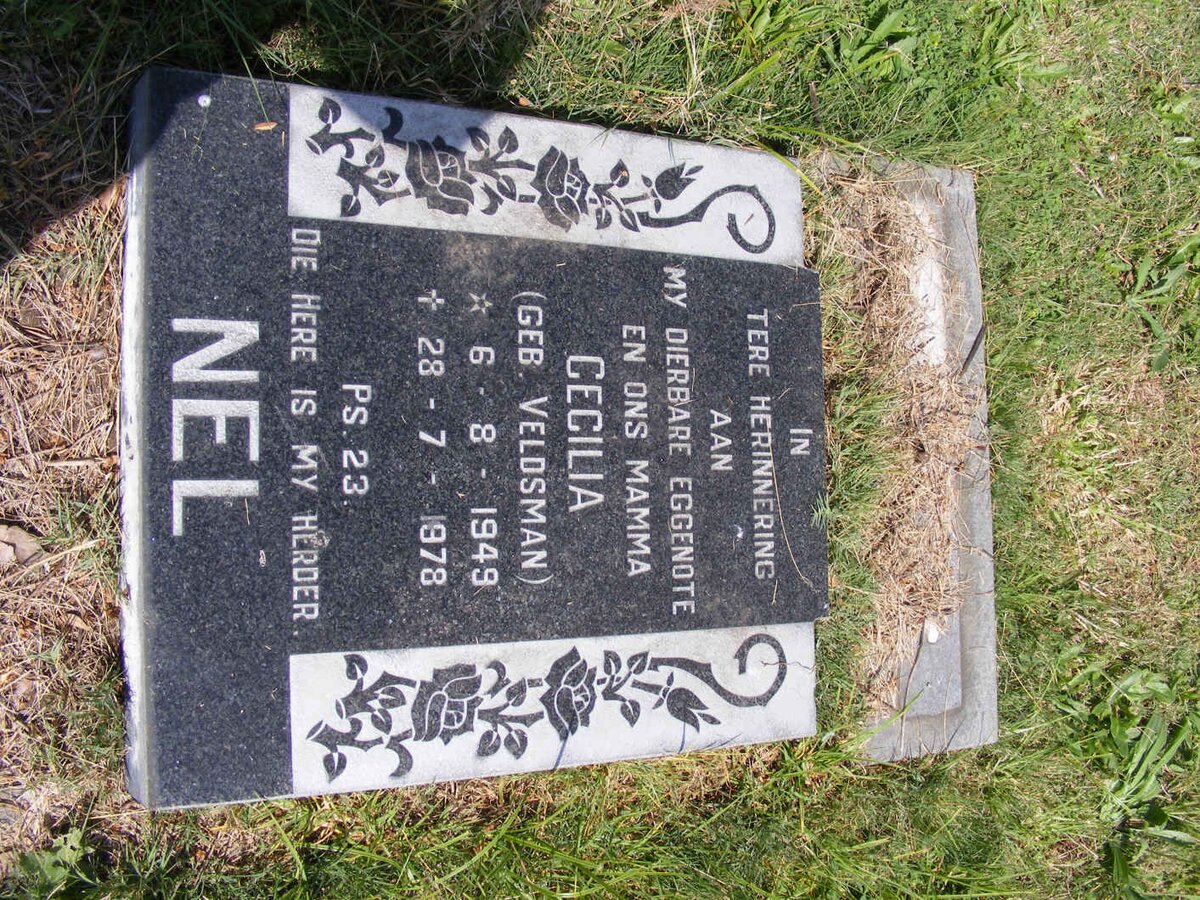 IN
TERE HERINNERING
AAN
MY DIERBARE EGGENOTE
EN ONS MAMMA
CECILIA
(GEB. VELDSMAN)
☆ 6 - 8 - 1949
✝ 28 - 7 - 1978
PS. 23.
DIE HERE IS MY HERDER.
NEL